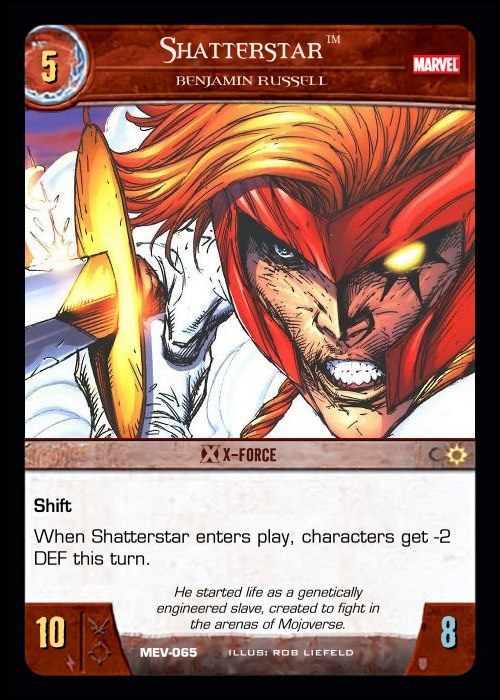 5
SHATTERSTAR™
BENJAMIN RUSSELL
MARVEL
X-FORCE
C
Shift
When Shatterstar enters play, characters get -2
DEF this turn.
He started life as a genetically
engineered slave, created to fight in
the arenas of Mojoverse.
10
8
MEV-065 ILLUS: ROB LIEFELD